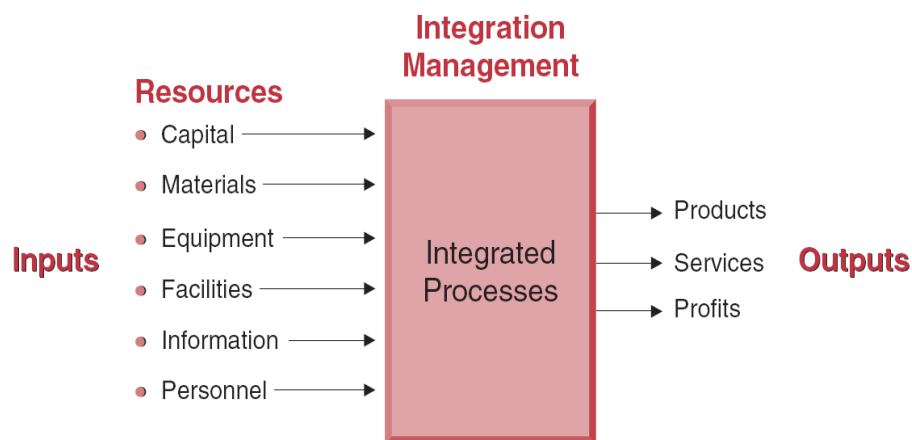 Integration
Management
Resources
Capital
Materials
Equipment
Facilities
Information
Personnel
Inputs
Integrated
Processes
Products
Services
Profits
Outputs